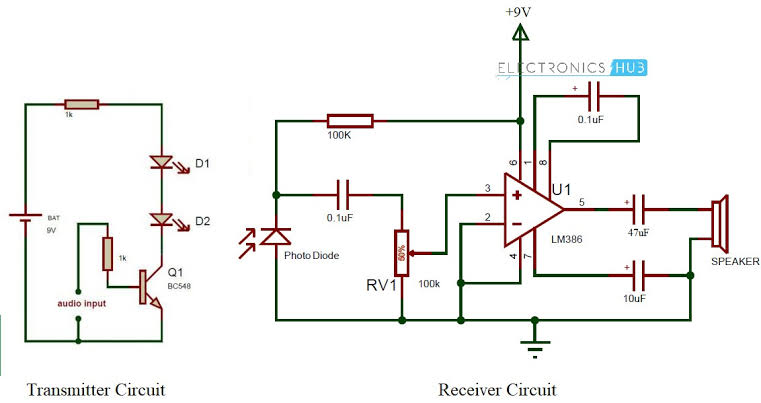 +9V
ELECTRONICS HUB
1k
D1
D2
BAT
9V
1k
Q1
BC548
audio input
100K
0.1uF
Photo Diode
RV1
50%
100k
+
0.1uF
6
1
8
U1
3
+
2
−
5
LM386
4
7
+
47uF
+
10uF
SPEAKER
Transmitter Circuit
Receiver Circuit